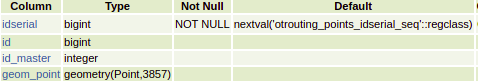 Column Type Not Null Default
idserial bigint NOT NULL nextval('otrouting_points_idserial_seq'::regclass)
id bigint
id_master integer
geom_point geometry(Point,3857)